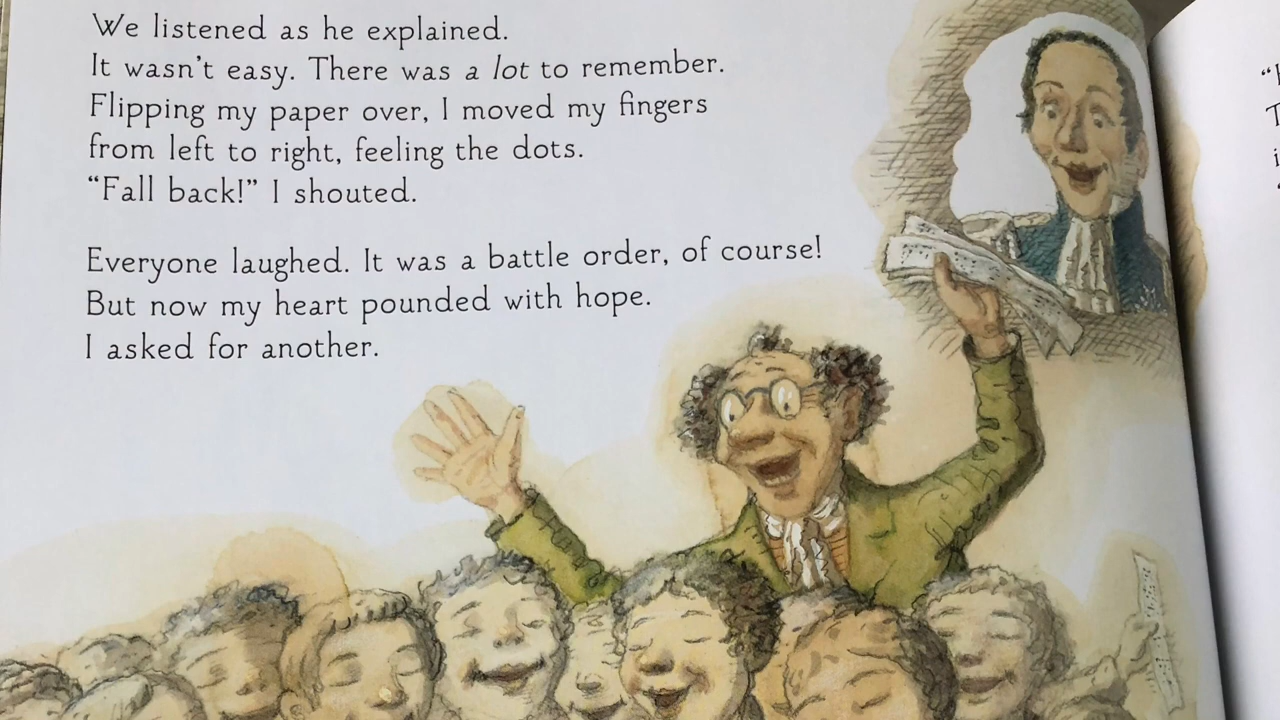 We listened as he explained.
It wasn't easy. There was a lot to remember.
Flipping my paper over, I moved my fingers
from left to right, feeling the dots.
“Fall back!” I shouted.
Everyone laughed. It was a battle order, of course!
But now my heart pounded with hope.
I asked for another.